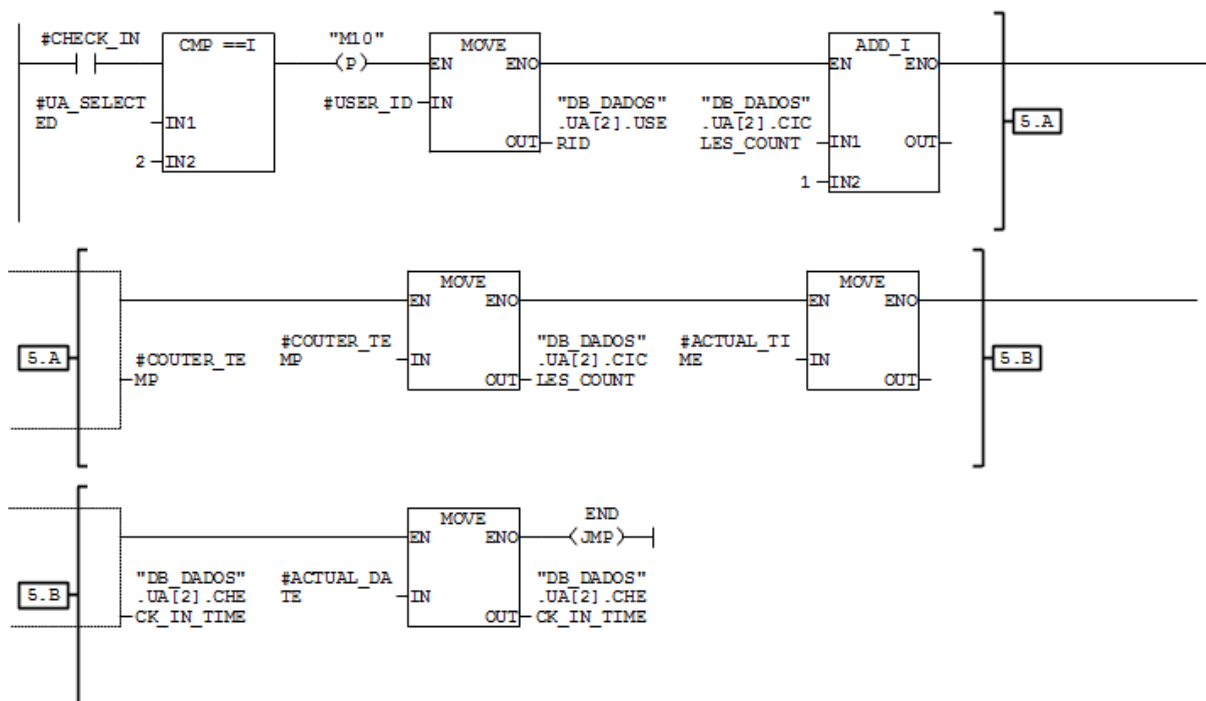 #CHECK_IN
CMP ==I
"M10"
(P)
MOVE
ADD_I
EN ENO
EN ENO
#UA_SELECT
ED
IN1
2 IN2
#USER_ID IN
OUT
"DB_DADOS"
.UA[2].USE
RID
"DB_DADOS"
.UA[2].CIC
LES_COUNT
IN1 OUT
1 IN2
5.A
5.A
#COUTER_TE
MP
MOVE
EN ENO
#COUTER_TE
MP
IN
OUT
"DB_DADOS"
.UA[2].CIC
LES_COUNT
MOVE
EN ENO
#ACTUAL_TI
ME
IN
OUT
5.B
5.B
"DB_DADOS"
.UA[2].CHE
CK_IN_TIME
MOVE
EN ENO
#ACTUAL_DA
TE
IN
OUT
END
(JMP)
"DB_DADOS"
.UA[2].CHE
CK_IN_TIME